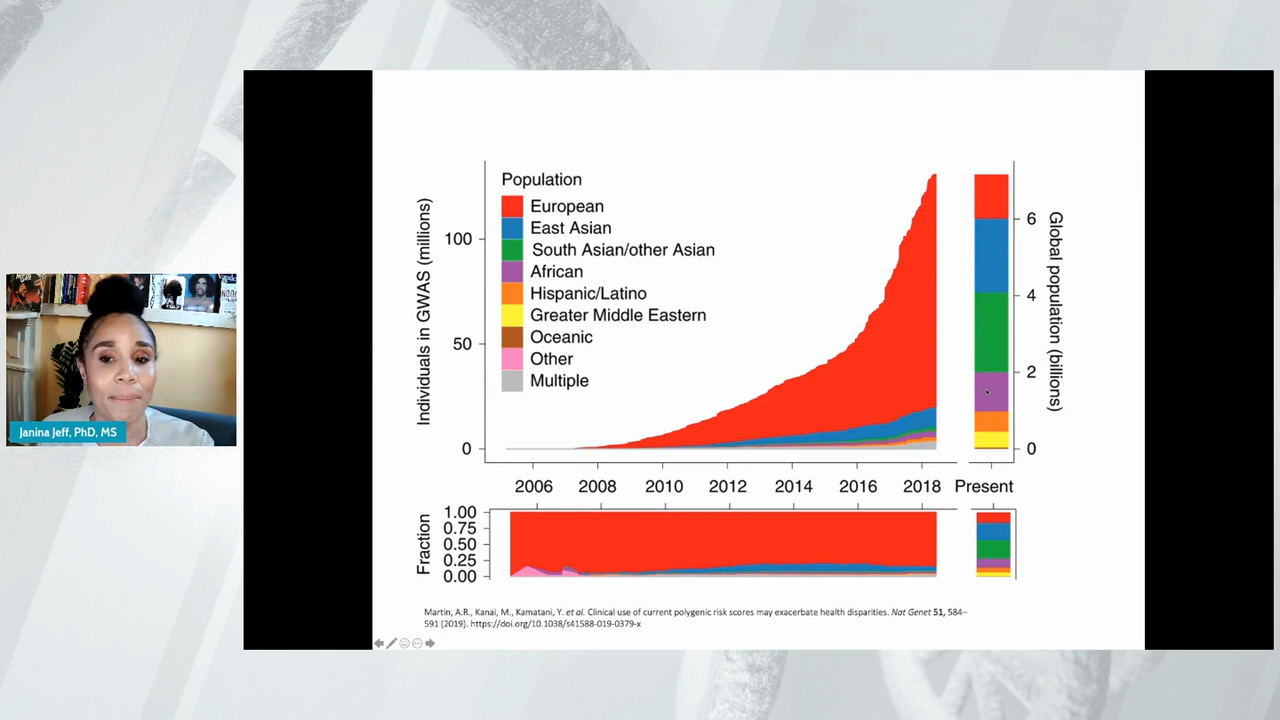 Population
European
East Asian
South Asian/other Asian
African
Hispanic/Latino
Greater Middle Eastern
Oceanic
Other
Multiple
Individuals in GWAS (millions)
100
50
0
6
4
2
0
Global population (billions)
2006 2008 2010 2012 2014 2016 2018 Present
Fraction
1.00
0.75
0.50
0.25
0.00
Martin, A.R., Kanai, M., Kamatani, Y. et al. Clinical use of current polygenic risk scores may exacerbate health disparities. Nat Genet 51, 584–
591 (2019). https://doi.org/10.1038/s41588-019-0379-x
Janina Jeff, PhD, MS